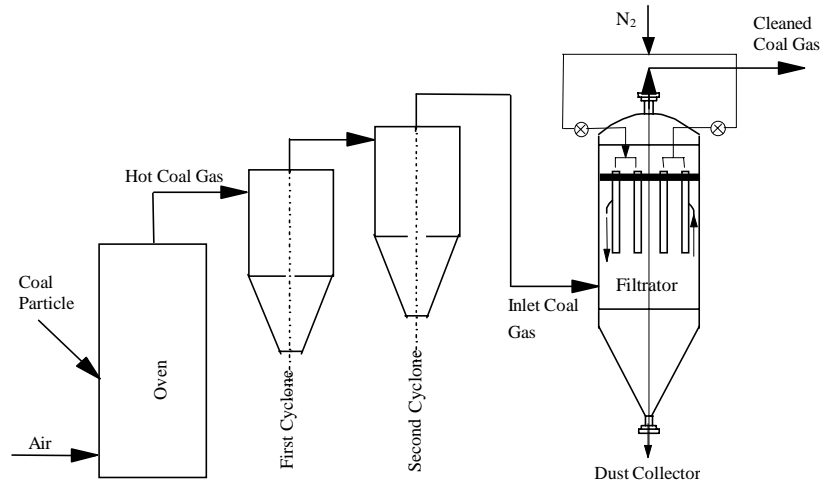 N₂
Cleaned
Coal Gas
Hot Coal Gas
Coal
Particle
Oven
Air
First Cyclone
Second Cyclone
Inlet Coal
Gas
Filtrator
Dust Collector